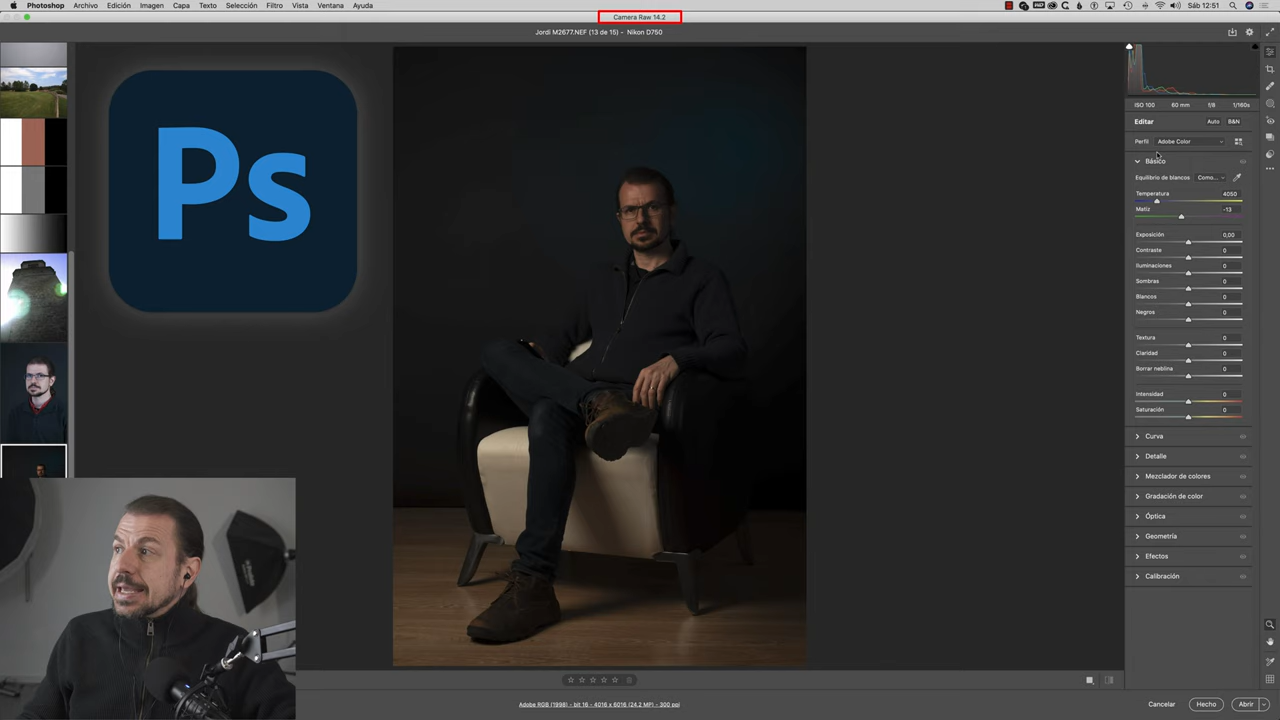 Photoshop Archivo Edición Imagen Capa Texto Selección Filtro Vista Ventana Ayuda Sáb 12:51
Camera Raw 14.2
Jordi M2677.NEF (13 de 15) - Nikon D750
Ps
ISO 100 60 mm f/8 1/160s
Editar Auto B&N
Perfil Adobe Color
Básico
Equilibrio de blancos Como...
Temperatura 4050
Matiz -13
Exposición 0,00
Contraste 0
Iluminaciones 0
Sombras 0
Blancos 0
Negros 0
Textura 0
Claridad 0
Borrar neblina 0
Intensidad 0
Saturación 0
Curva
Detalle
Mezclador de colores
Gradación de color
Óptica
Geometría
Efectos
Calibración
Adobe RGB (1998) - bit 16 - 4016 x 6016 (24,2 MP) - 300 ppi
Cancelar Hecho Abrir